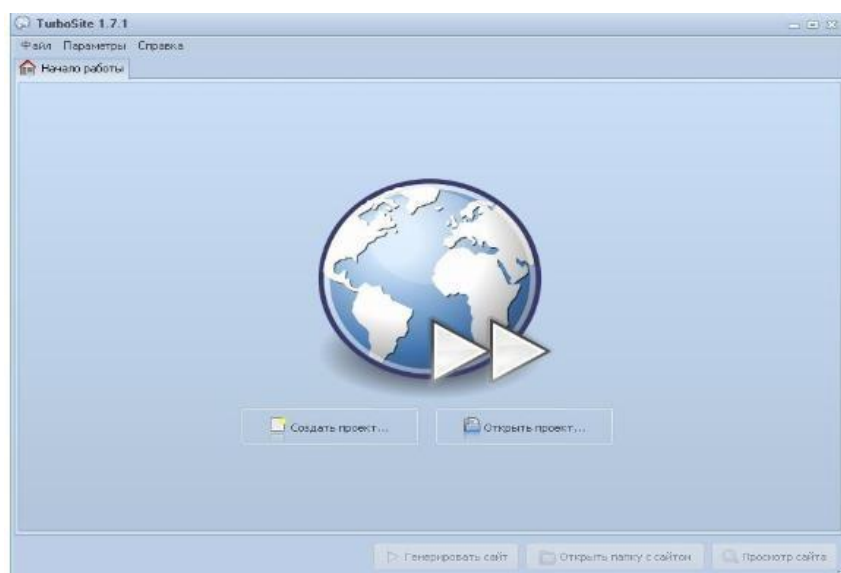 TurboSite 1.7.1
Файл Параметры Справка
Начало работы
Создать проект... Открыть проект...
Генерировать сайт Открыть папку с сайтом Просмотр сайта